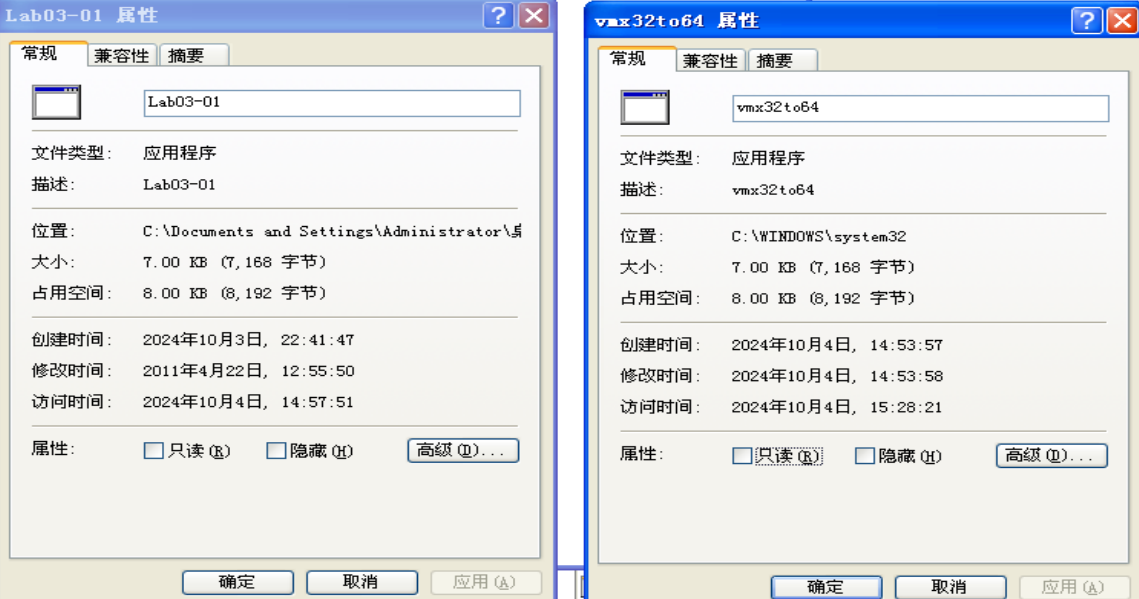 Lab03-01 属性
常规 兼容性 摘要
Lab03-01
文件类型: 应用程序
描述: Lab03-01
位置: C:\Documents and Settings\Administrator\
大小: 7.00 KB (7,168 字节)
占用空间: 8.00 KB (8,192 字节)
创建时间: 2024年10月3日, 22:41:47
修改时间: 2011年4月22日, 12:55:50
访问时间: 2024年10月4日, 14:57:51
属性: 只读(R) 隐藏(H) 高级(D)...
确定 取消 应用(A)
vmx32to64 属性
常规 兼容性 摘要
vmx32to64
文件类型: 应用程序
描述: vmx32to64
位置: C:\WINDOWS\system32
大小: 7.00 KB (7,168 字节)
占用空间: 8.00 KB (8,192 字节)
创建时间: 2024年10月4日, 14:53:57
修改时间: 2024年10月4日, 14:53:58
访问时间: 2024年10月4日, 15:28:21
属性: 只读(R) 隐藏(H) 高级(D)...
确定 取消 应用(A)